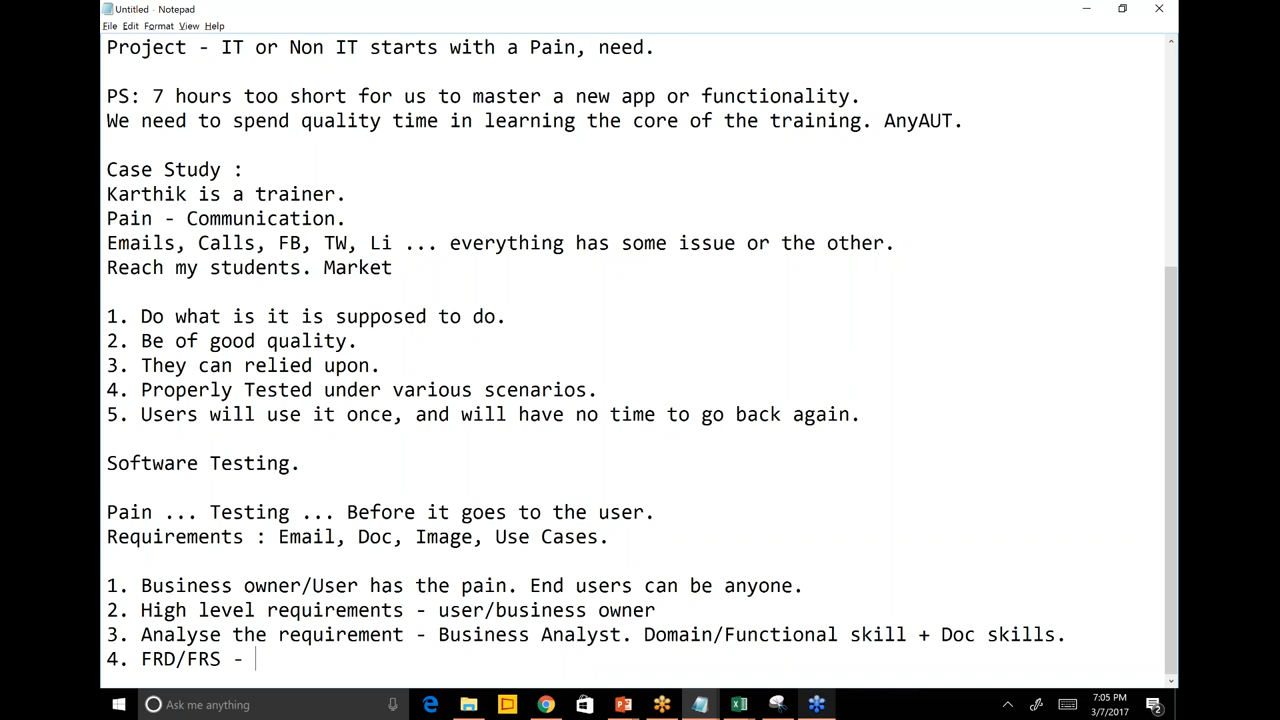 Untitled - Notepad
File Edit Format View Help
Project - IT or Non IT starts with a Pain, need.
PS: 7 hours too short for us to master a new app or functionality.
We need to spend quality time in learning the core of the training. AnyAUT.
Case Study :
Karthik is a trainer.
Pain - Communication.
Emails, Calls, FB, TW, Li ... everything has some issue or the other.
Reach my students. Market
1. Do what is it is supposed to do.
2. Be of good quality.
3. They can relied upon.
4. Properly Tested under various scenarios.
5. Users will use it once, and will have no time to go back again.
Software Testing.
Pain ... Testing ... Before it goes to the user.
Requirements : Email, Doc, Image, Use Cases.
1. Business owner/User has the pain. End users can be anyone.
2. High level requirements - user/business owner
3. Analyse the requirement - Business Analyst. Domain/Functional skill + Doc skills.
4. FRD/FRS -
Ask me anything
7:05 PM
3/7/2017
2